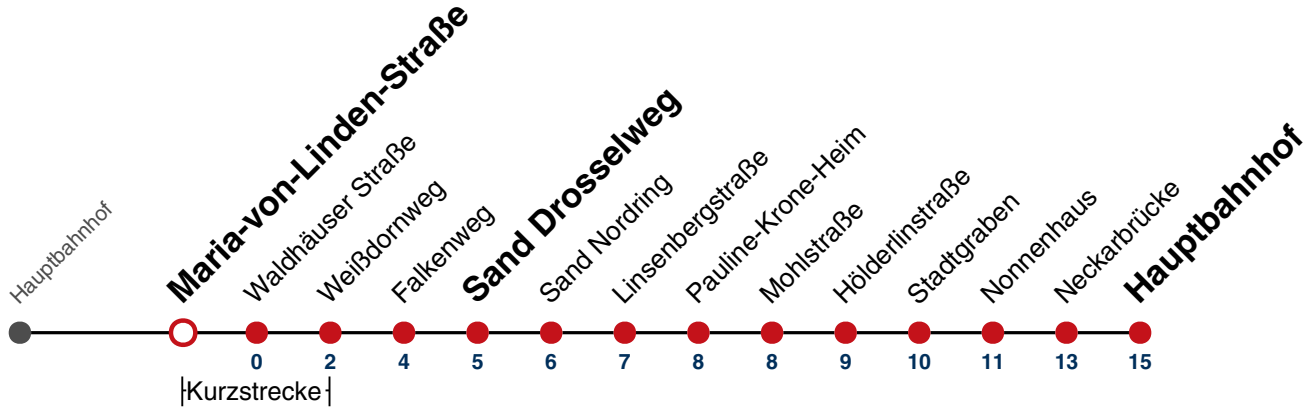 Hauptbahnhof
Maria-von-Linden-Straße
Waldhäuser Straße
Weißdornweg
Falkenweg
Sand Drosselweg
Sand Nordring
Linsenbergstraße
Pauline-Krone-Heim
Mohlstraße
Hölderlinstraße
Stadtgraben
Nonnenhaus
Neckarbrücke
Hauptbahnhof
0 2 4 5 6 7 8 8 9 10 11 13 15
Kurzstrecke